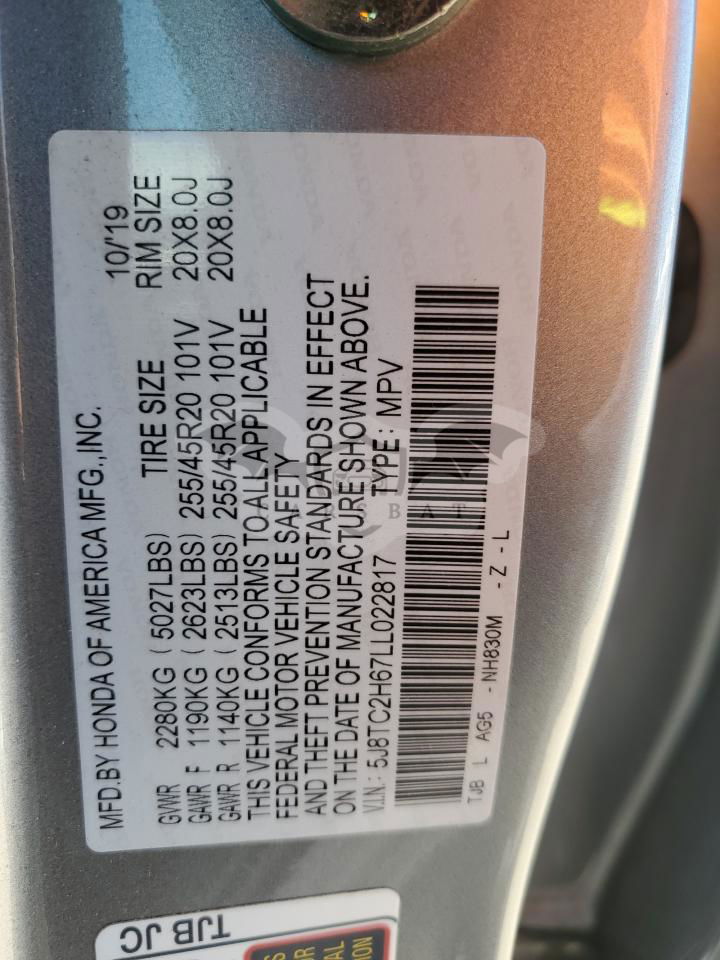 MFD.BY HONDA OF AMERICA MFG.,INC. 10/'19
GVWR 2280KG (5027LBS) TIRE SIZE RIM SIZE
GAWR F 1190KG (2623LBS) 255/45R20 101V 20X8.0J
GAWR R 1140KG (2513LBS) 255/45R20 101V 20X8.0J
THIS VEHICLE CONFORMS TO ALL APPLICABLE
FEDERAL MOTOR VEHICLE SAFETY
AND THEFT PREVENTION STANDARDS IN EFFECT
ON THE DATE OF MANUFACTURE SHOWN ABOVE.
V.I.N.: 5J8TC2H67LL022817 TYPE: MPV
TJB L AG5 -NH830M -Z-L
TJB JC